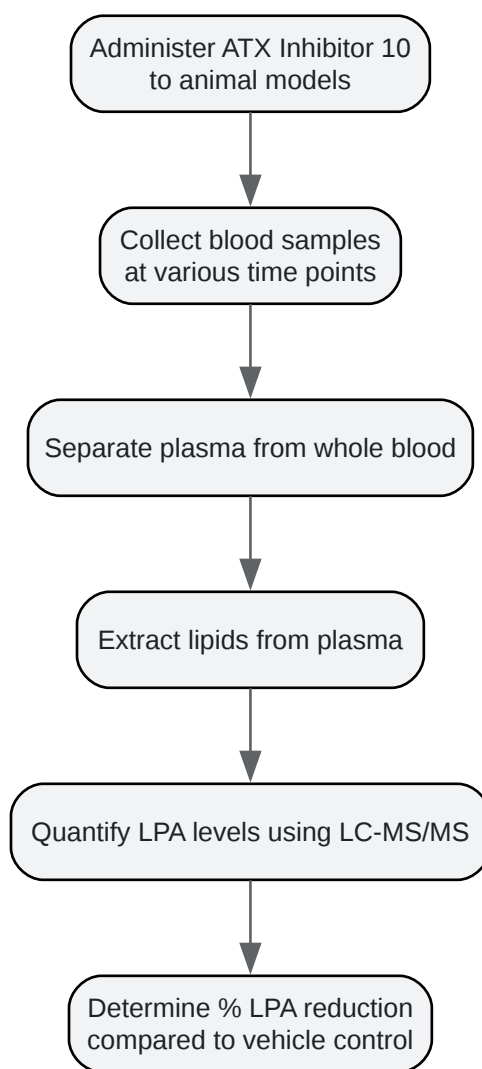 Administer ATX Inhibitor 10
to animal models
Collect blood samples
at various time points
Separate plasma from whole blood
Extract lipids from plasma
Quantify LPA levels using LC-MS/MS
Determine % LPA reduction
compared to vehicle control